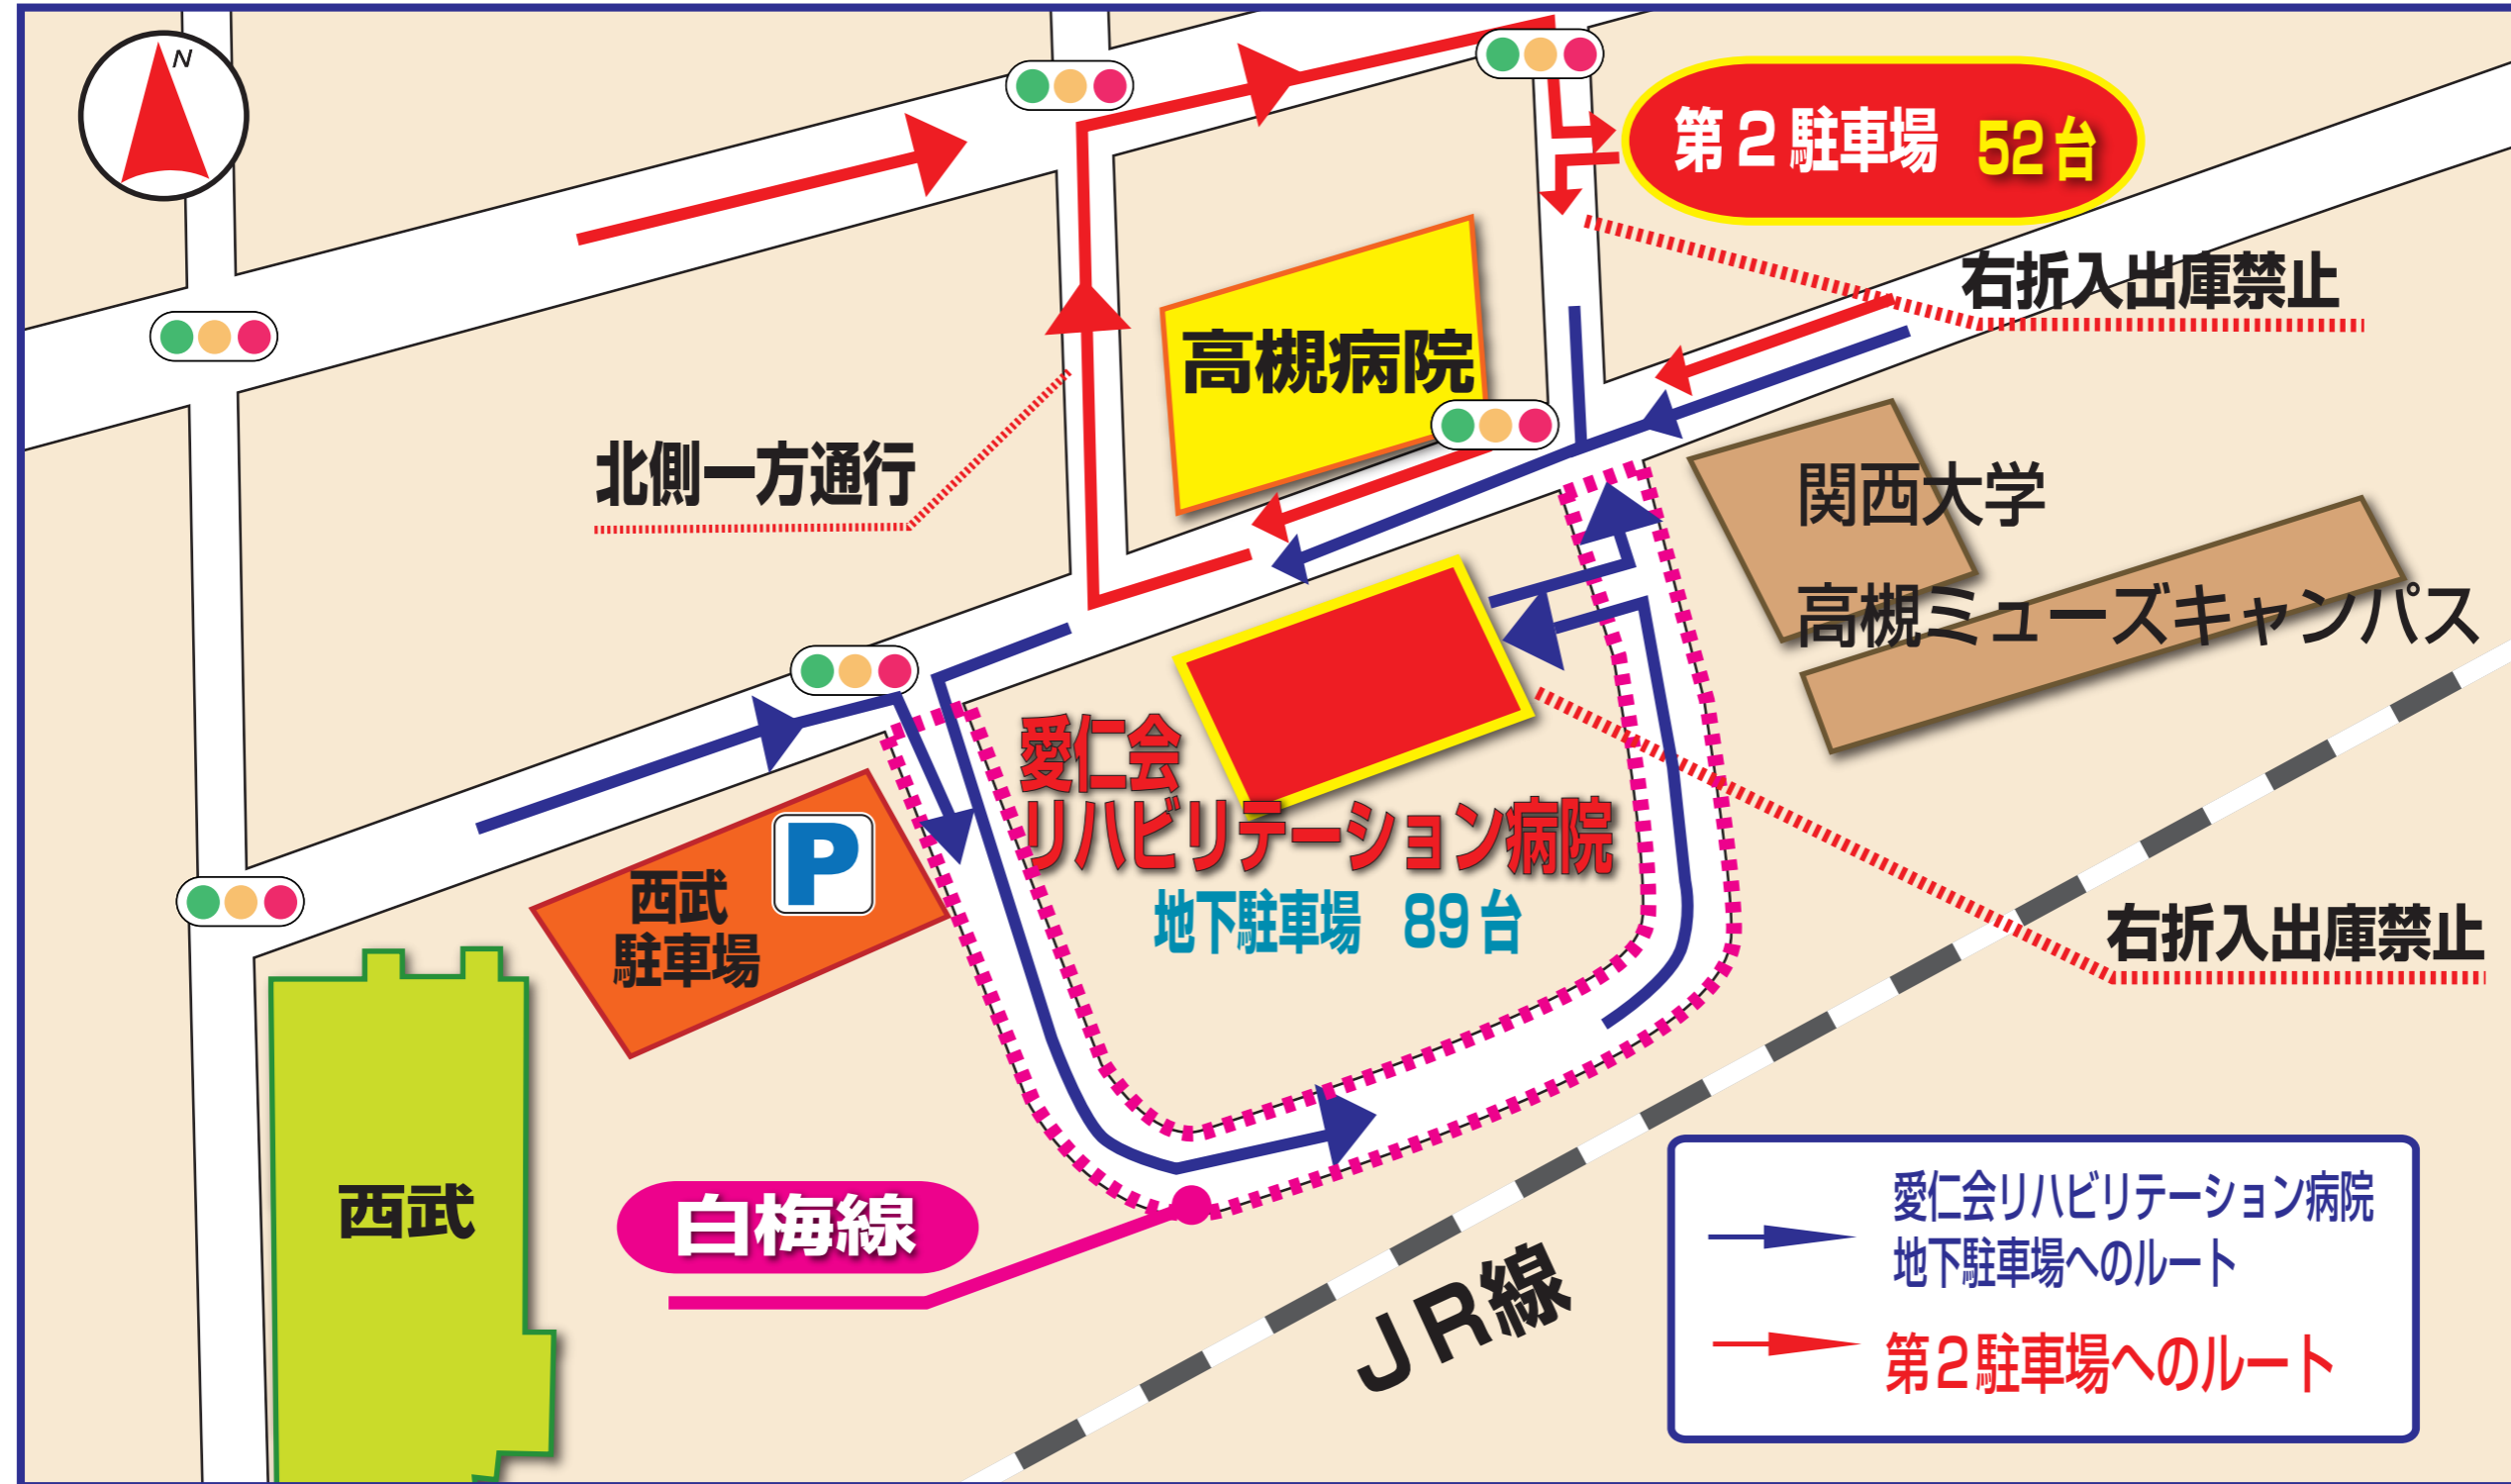 N
第2駐車場 52台
右折入出庫禁止
高槻病院
北側一方通行
関西大学
高槻ミューズキャンパス
愛仁会
リハビリテーション病院
地下駐車場 89台
P
西武
駐車場
右折入出庫禁止
西武
白梅線
JR線
愛仁会リハビリテーション病院
地下駐車場へのルート
第2駐車場へのルート